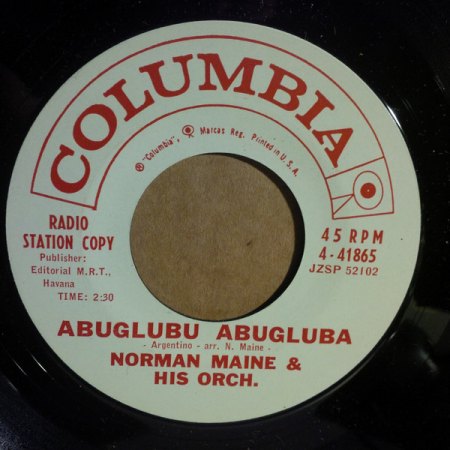 COLUMBIA
® "Columbia", Marcas Reg. Printed in U.S.A.
RADIO
STATION COPY
Publisher:
Editorial M.R.T.,
Havana
TIME: 2:30
45 RPM
4-41865
JZSP 52102
ABUGLUBU ABUGLUBA
- Argentino - arr. N. Maine -
NORMAN MAINE &
HIS ORCH.